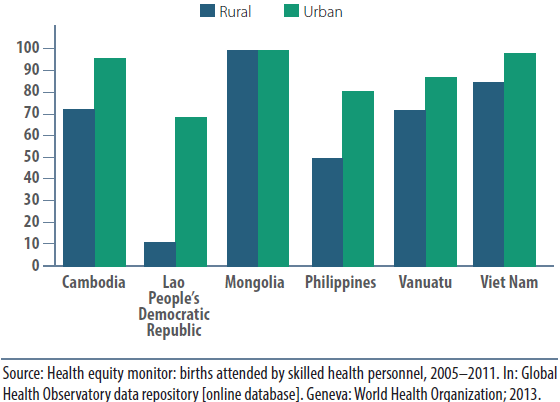 Rural Urban
100
90
80
70
60
50
40
30
20
10
0
Cambodia Lao Mongolia Philippines Vanuatu Viet Nam
People's
Democratic
Republic
Source: Health equity monitor: births attended by skilled health personnel, 2005–2011. In: Global
Health Observatory data repository [online database]. Geneva: World Health Organization; 2013.